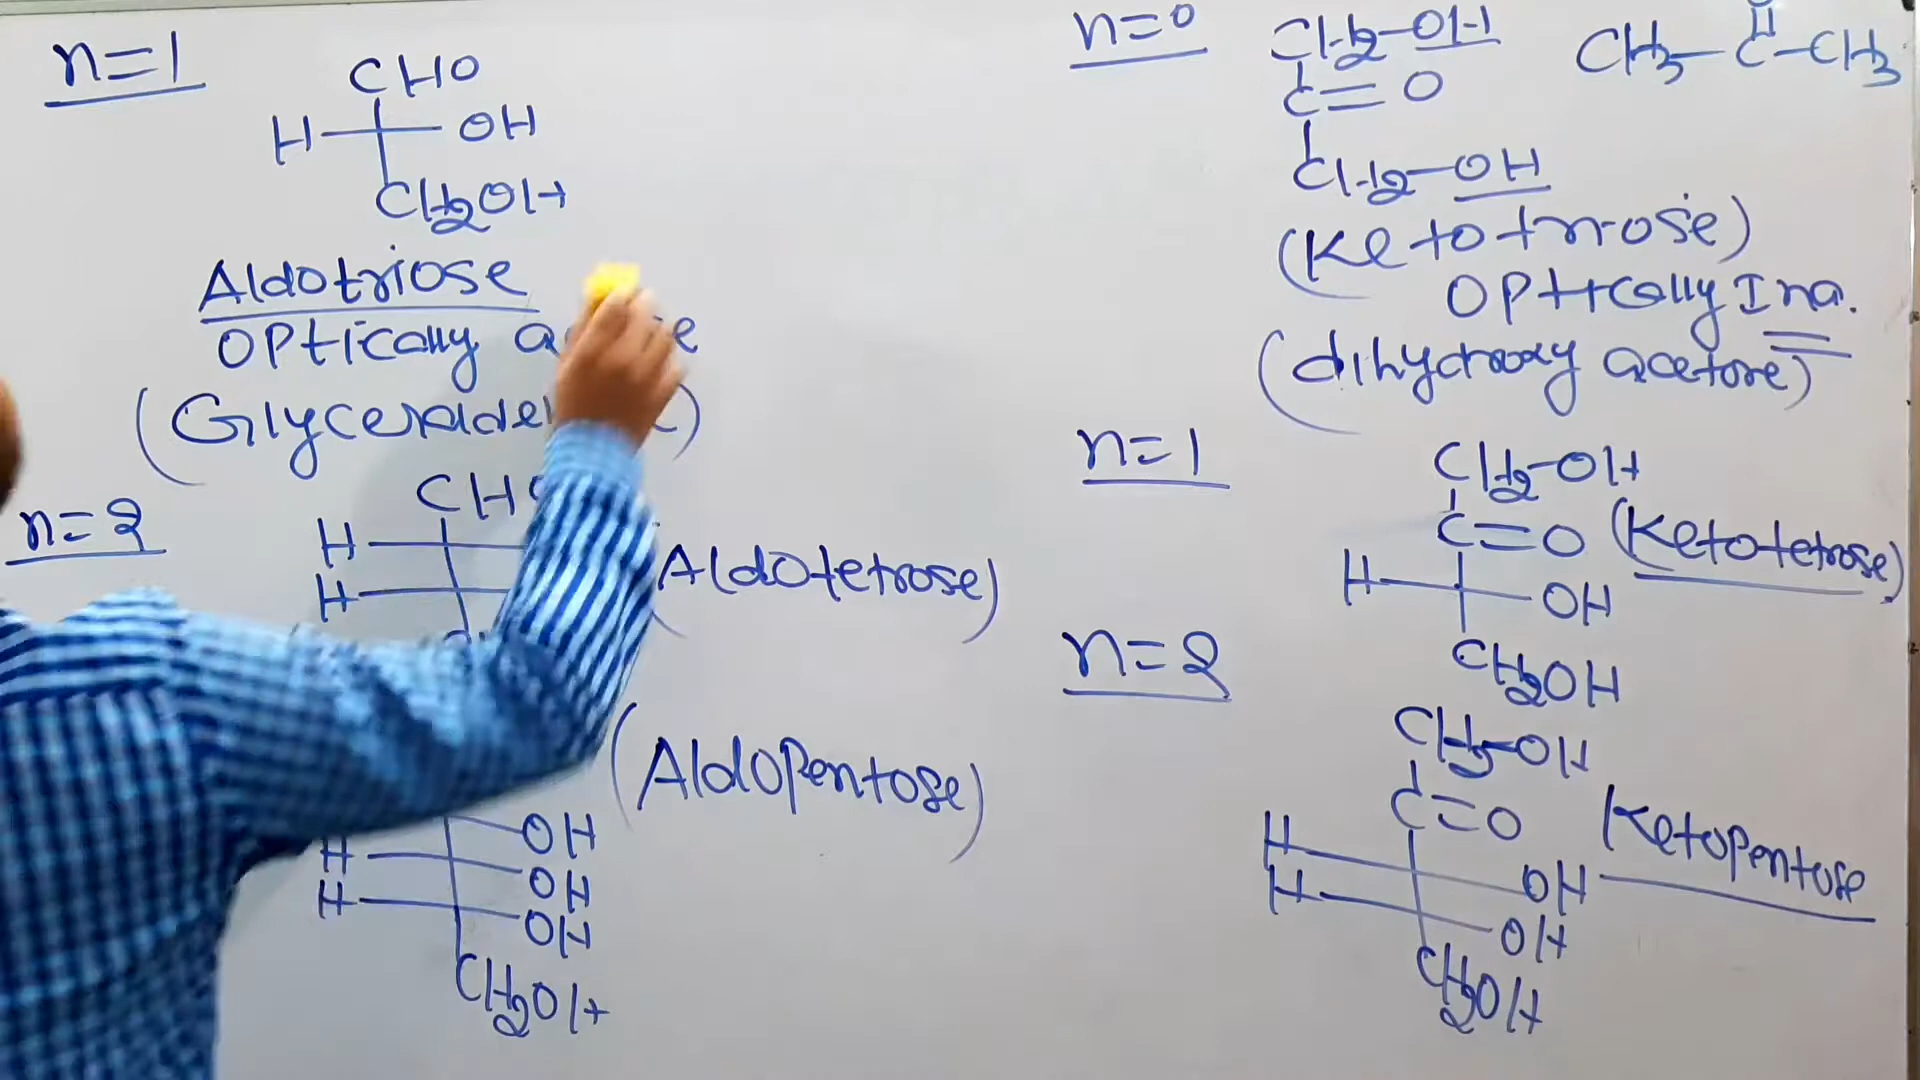 n=1
CHO
H OH
CH2OH
Aldotriose
Optically
n=2
H
H
(Aldotetrose)
(Aldopentose)
OH
H OH
H OH
CH2OH
n=0
CH2-OH CH3-C-CH3
C=O
CH2-OH
(Ketotriose)
Optically Ina.
(dihydroxy acetone)
n=1
CH2-OH
C=O (Ketotetrose)
H OH
CH2OH
n=2
CH2-OH
C=O Ketopentose
H OH
H OH
CH2OH